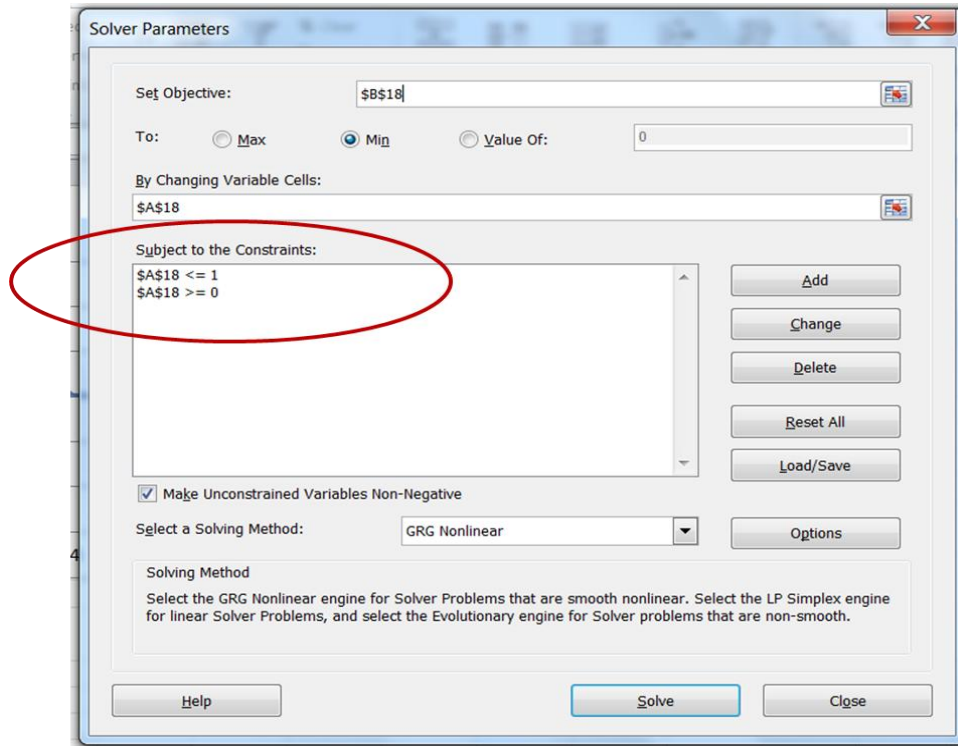 Solver Parameters
X
Set Objective:
$B$18
To:
Max
Min
Value Of:
0
By Changing Variable Cells:
$A$18
Subject to the Constraints:
$A$18 <= 1
$A$18 >= 0
Add
Change
Delete
Reset All
Load/Save
Make Unconstrained Variables Non-Negative
Select a Solving Method:
GRG Nonlinear
Options
4
Solving Method
Select the GRG Nonlinear engine for Solver Problems that are smooth nonlinear. Select the LP Simplex engine
for linear Solver Problems, and select the Evolutionary engine for Solver problems that are non-smooth.
Help
Solve
Close